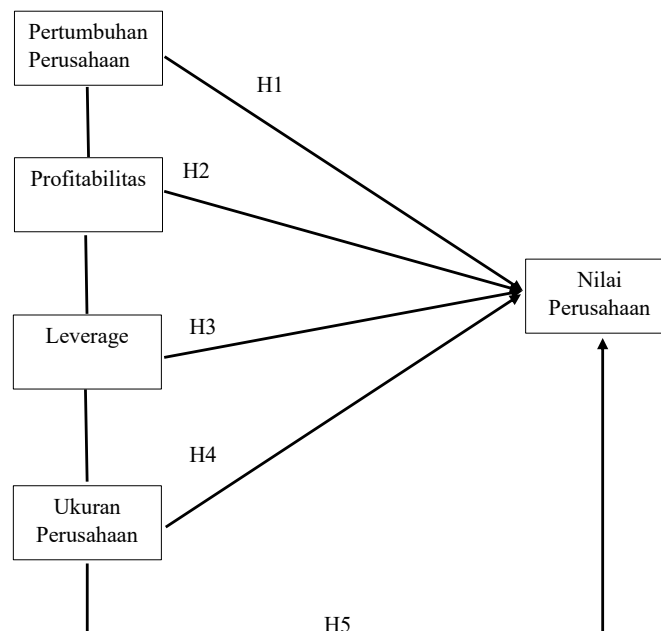 Pertumbuhan
Perusahaan
H1
Profitabilitas
H2
Nilai
Perusahaan
Leverage
H3
H4
Ukuran
Perusahaan
H5